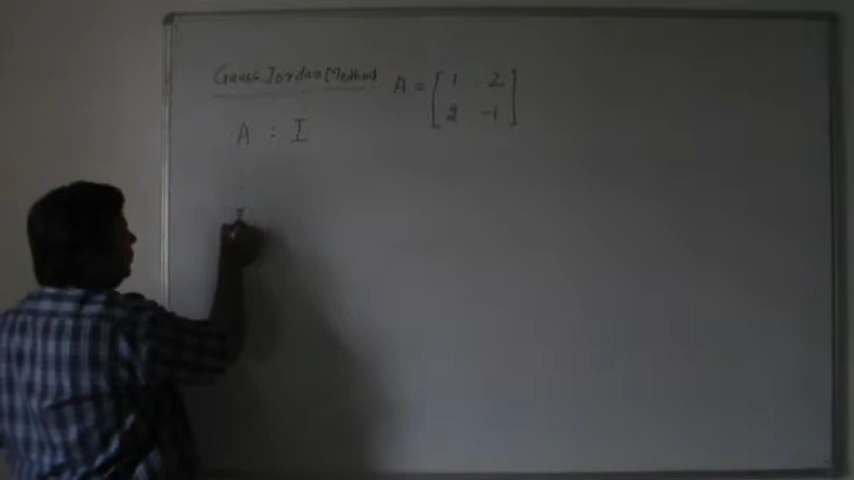 Gauss Jordan Method
A = [1 2
2 -1]
A : I
I